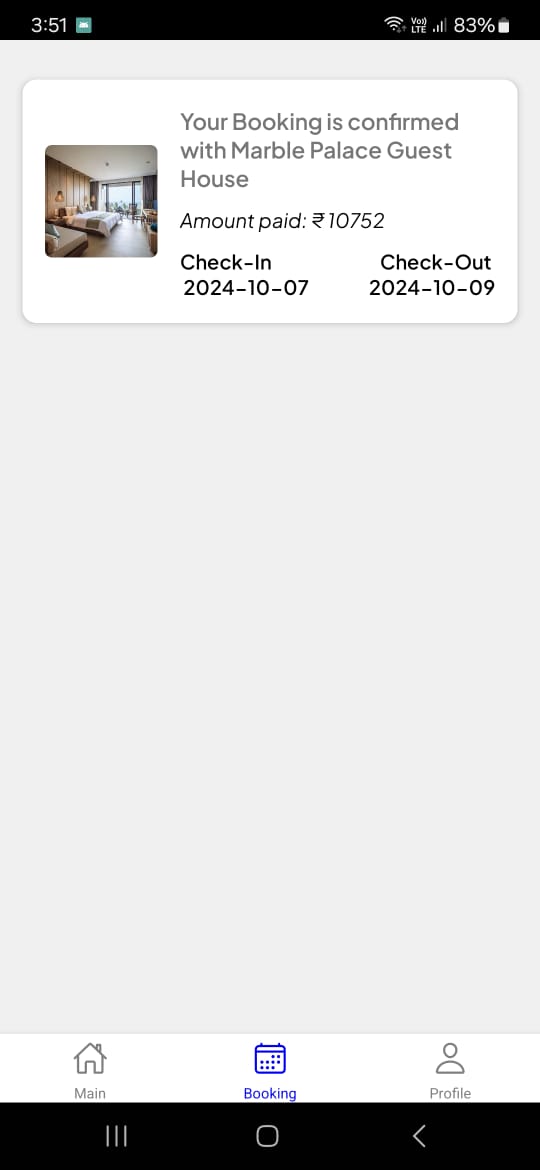 3:51 Vo)) LTE 83%
Your Booking is confirmed
with Marble Palace Guest
House
Amount paid: ₹10752
Check-In Check-Out
2024-10-07 2024-10-09
Main Booking Profile